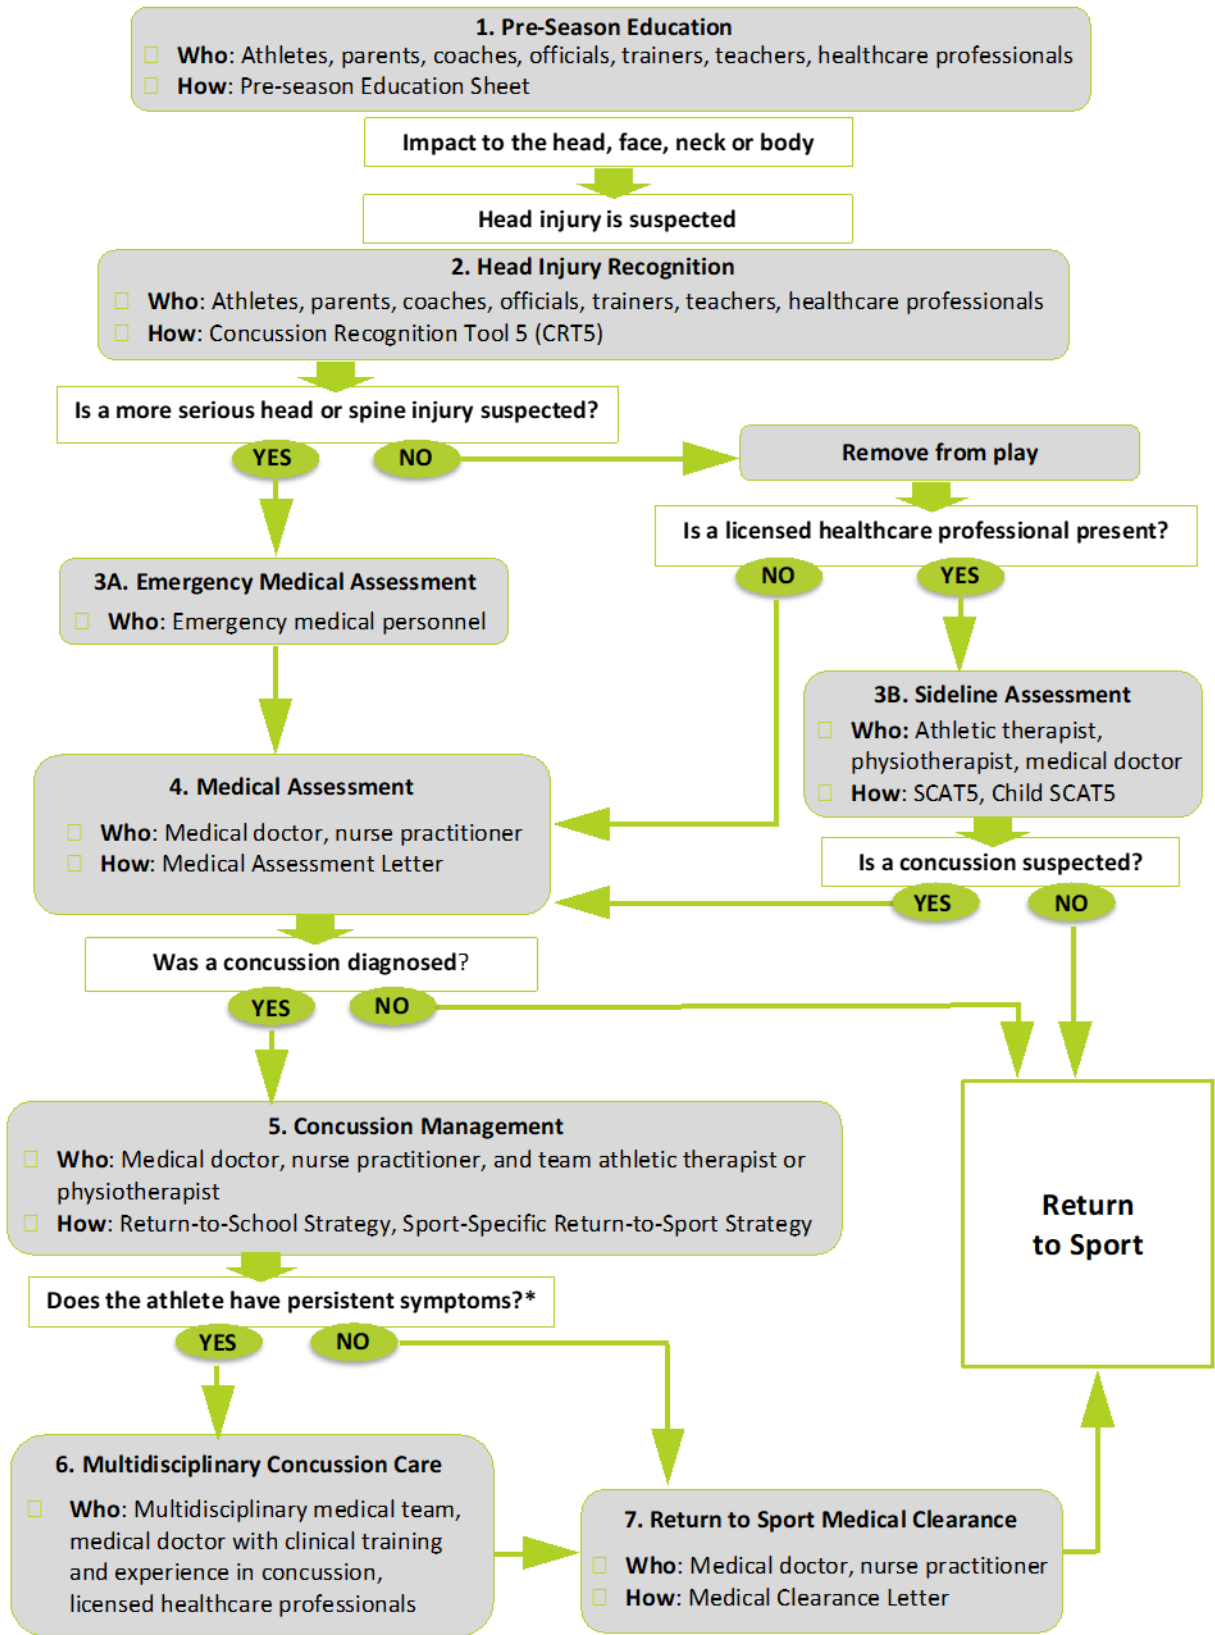 1. Pre-Season Education
Who: Athletes, parents, coaches, officials, trainers, teachers, healthcare professionals
How: Pre-season Education Sheet
Impact to the head, face, neck or body
Head injury is suspected
2. Head Injury Recognition
Who: Athletes, parents, coaches, officials, trainers, teachers, healthcare professionals
How: Concussion Recognition Tool 5 (CRT5)
Is a more serious head or spine injury suspected?
YES
NO
Remove from play
Is a licensed healthcare professional present?
NO
YES
3A. Emergency Medical Assessment
Who: Emergency medical personnel
3B. Sideline Assessment
Who: Athletic therapist,
physiotherapist, medical doctor
How: SCAT5, Child SCAT5
4. Medical Assessment
Who: Medical doctor, nurse practitioner
How: Medical Assessment Letter
Is a concussion suspected?
YES
NO
Was a concussion diagnosed?
YES
NO
5. Concussion Management
Who: Medical doctor, nurse practitioner, and team athletic therapist or
physiotherapist
How: Return-to-School Strategy, Sport-Specific Return-to-Sport Strategy
Return
to Sport
Does the athlete have persistent symptoms?*
YES
NO
6. Multidisciplinary Concussion Care
Who: Multidisciplinary medical team,
medical doctor with clinical training
and experience in concussion,
licensed healthcare professionals
7. Return to Sport Medical Clearance
Who: Medical doctor, nurse practitioner
How: Medical Clearance Letter